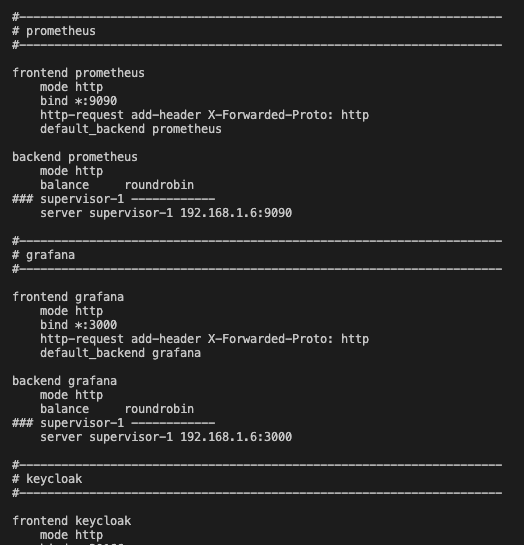 #---------------------------------------------------------------------
# prometheus
#---------------------------------------------------------------------
frontend prometheus
    mode http
    bind *:9090
    http-request add-header X-Forwarded-Proto: http
    default_backend prometheus
backend prometheus
    mode http
    balance     roundrobin
### supervisor-1 ------------
    server supervisor-1 192.168.1.6:9090
#---------------------------------------------------------------------
# grafana
#---------------------------------------------------------------------
frontend grafana
    mode http
    bind *:3000
    http-request add-header X-Forwarded-Proto: http
    default_backend grafana
backend grafana
    mode http
    balance     roundrobin
### supervisor-1 ------------
    server supervisor-1 192.168.1.6:3000
#---------------------------------------------------------------------
# keycloak
#---------------------------------------------------------------------
frontend keycloak
    mode http